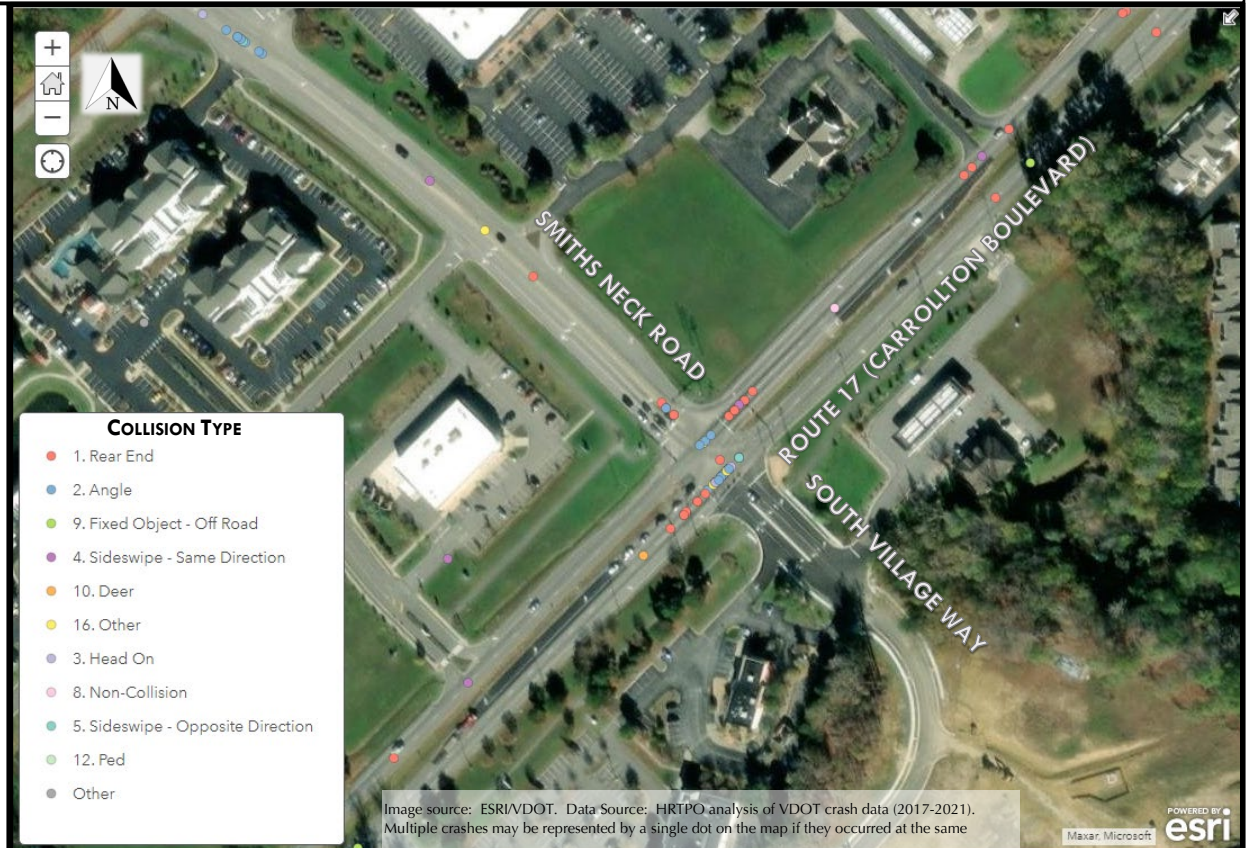 +
N
−
SMITHS NECK ROAD
ROUTE 17 (CARROLLTON BOULEVARD)
SOUTH VILLAGE WAY
COLLISION TYPE
1. Rear End
2. Angle
9. Fixed Object - Off Road
4. Sideswipe - Same Direction
10. Deer
16. Other
3. Head On
8. Non-Collision
5. Sideswipe - Opposite Direction
12. Ped
Other
Image source: ESRI/VDOT. Data Source: HRTPO analysis of VDOT crash data (2017-2021).
Multiple crashes may be represented by a single dot on the map if they occurred at the same
Maxar, Microsoft
POWERED BY
esri